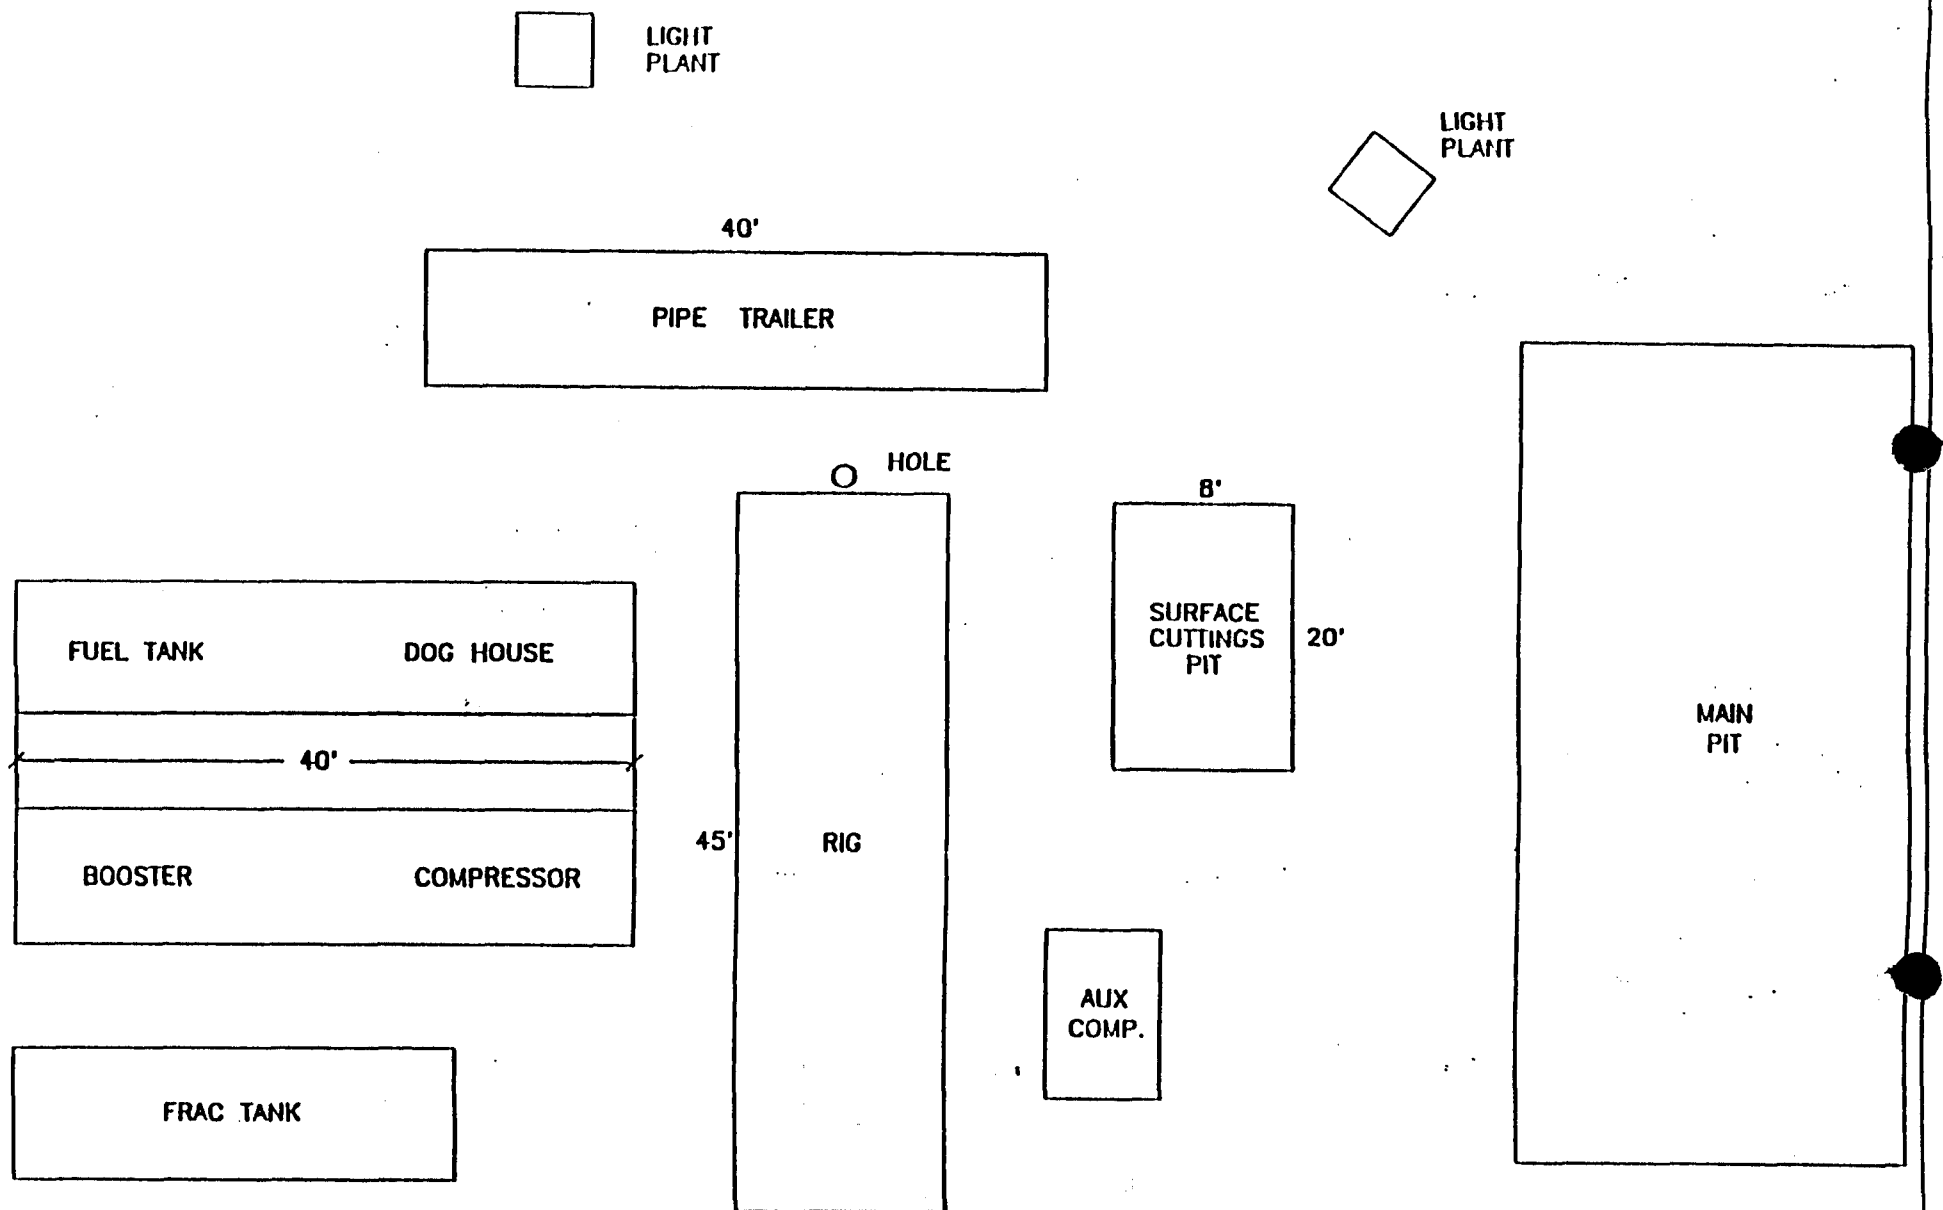 LIGHT
PLANT
LIGHT
PLANT
40'
PIPE TRAILER
HOLE
8'
SURFACE
CUTTINGS
PIT
20'
FUEL TANK DOG HOUSE
40'
MAIN
PIT
45'
RIG
BOOSTER COMPRESSOR
AUX
COMP.
FRAC TANK